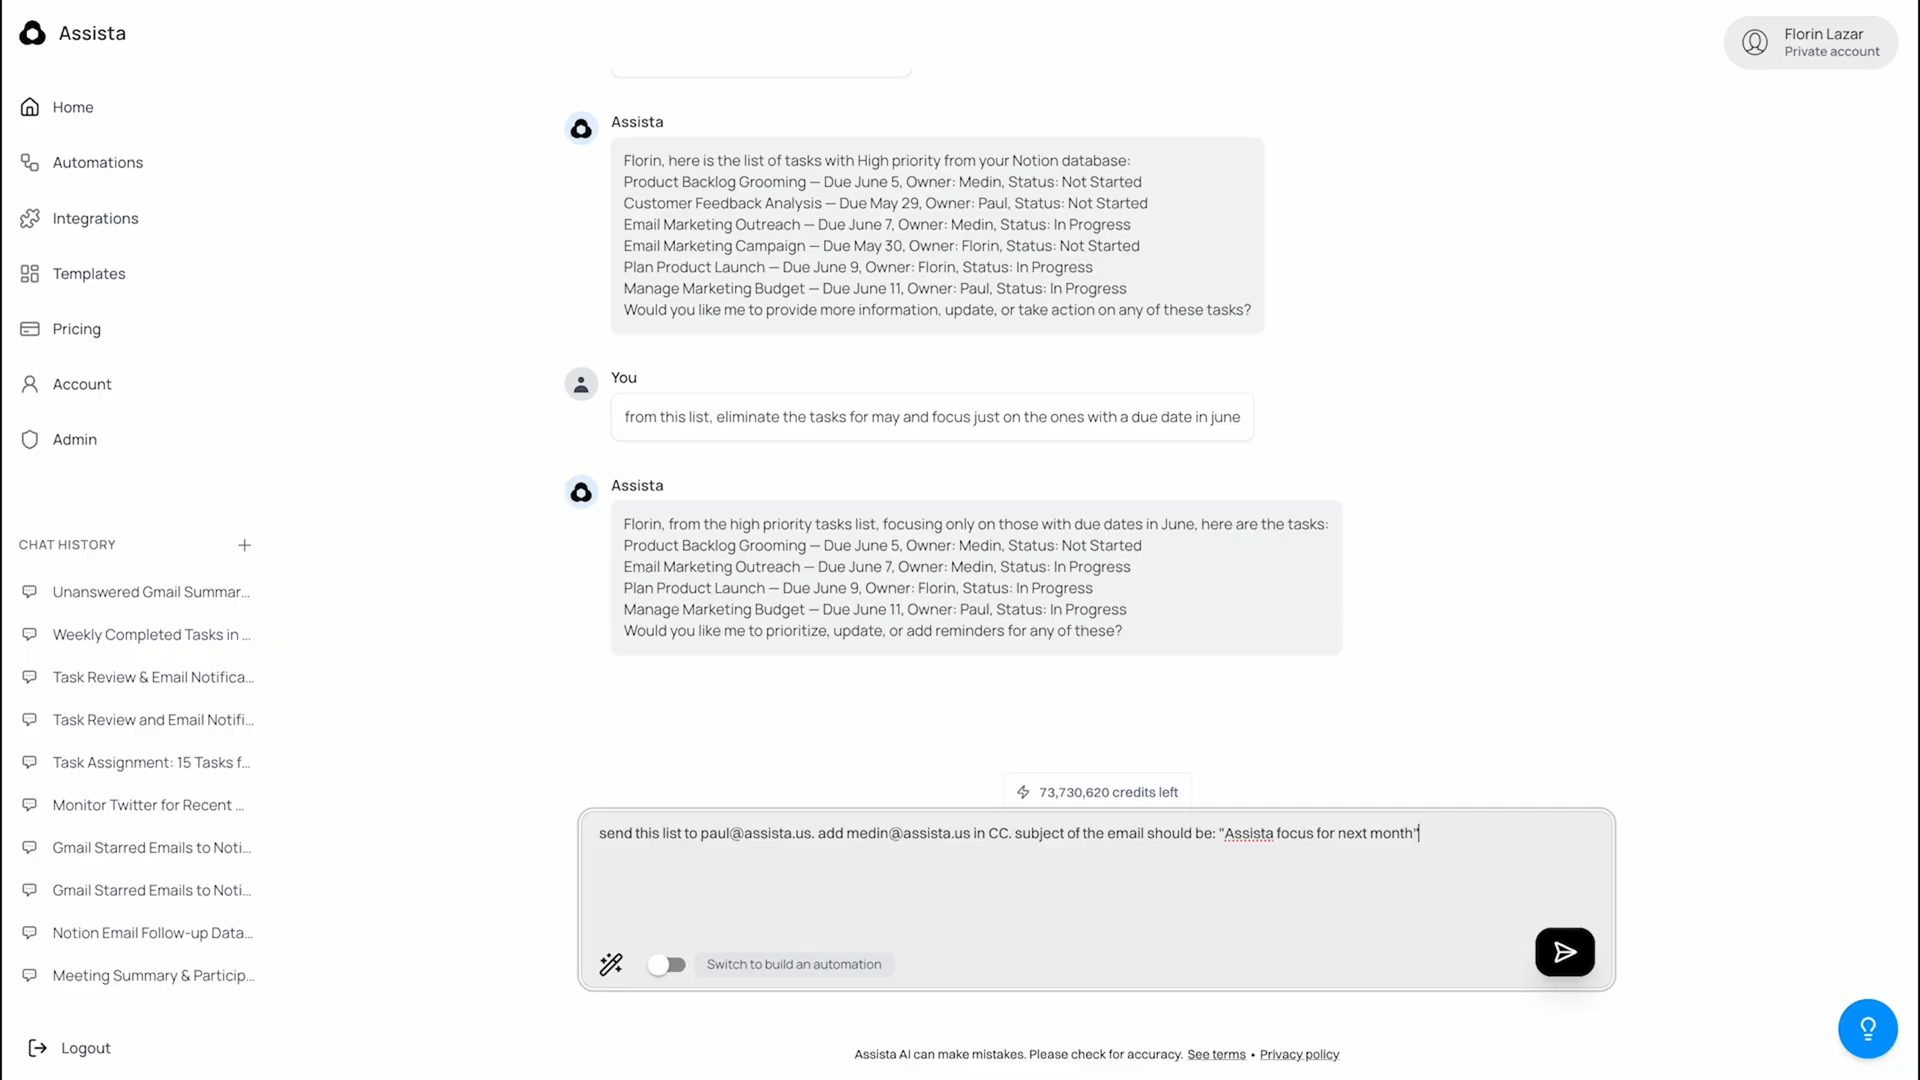 Assista
Florin Lazar
Private account
Home
Automations
Integrations
Templates
Pricing
Account
Admin
CHAT HISTORY
Unanswered Gmail Summar...
Weekly Completed Tasks in ...
Task Review & Email Notifica...
Task Review and Email Notifi...
Task Assignment: 15 Tasks f...
Monitor Twitter for Recent ...
Gmail Starred Emails to Noti...
Gmail Starred Emails to Noti...
Notion Email Follow-up Data...
Meeting Summary & Particip...
Logout
Assista
Florin, here is the list of tasks with High priority from your Notion database:
Product Backlog Grooming – Due June 5, Owner: Medin, Status: Not Started
Customer Feedback Analysis – Due May 29, Owner: Paul, Status: Not Started
Email Marketing Outreach – Due June 7, Owner: Medin, Status: In Progress
Email Marketing Campaign – Due May 30, Owner: Florin, Status: Not Started
Plan Product Launch – Due June 9, Owner: Florin, Status: In Progress
Manage Marketing Budget – Due June 11, Owner: Paul, Status: In Progress
Would you like me to provide more information, update, or take action on any of these tasks?
You
from this list, eliminate the tasks for may and focus just on the ones with a due date in june
Assista
Florin, from the high priority tasks list, focusing only on those with due dates in June, here are the tasks:
Product Backlog Grooming – Due June 5, Owner: Medin, Status: Not Started
Email Marketing Outreach – Due June 7, Owner: Medin, Status: In Progress
Plan Product Launch – Due June 9, Owner: Florin, Status: In Progress
Manage Marketing Budget – Due June 11, Owner: Paul, Status: In Progress
Would you like me to prioritize, update, or add reminders for any of these?
73,730,620 credits left
send this list to paul@assista.us. add medin@assista.us in CC. subject of the email should be: "Assista focus for next month"
Switch to build an automation
Assista AI can make mistakes. Please check for accuracy. See terms • Privacy policy